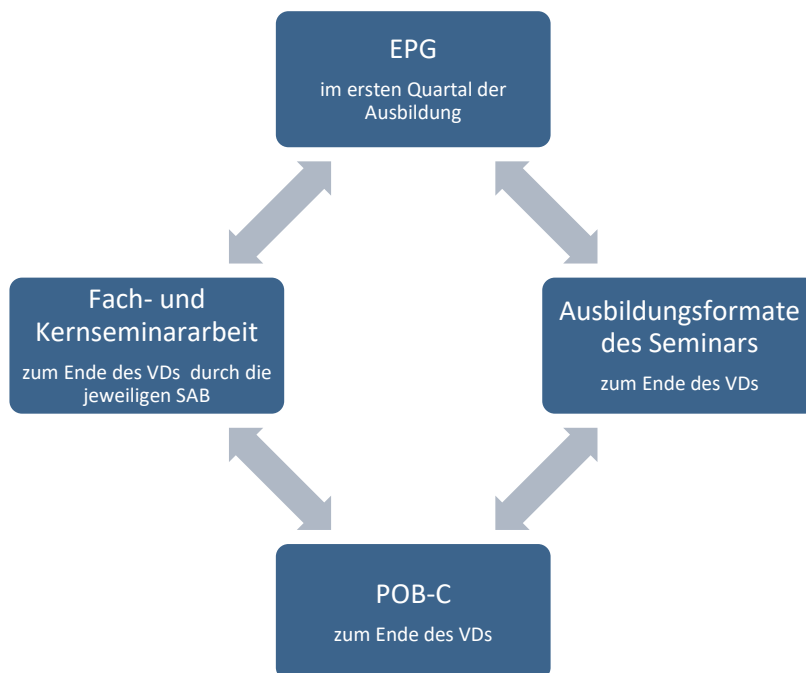 EPG
im ersten Quartal der
Ausbildung
Fach- und
Kernseminararbeit
zum Ende des VDs durch die
jeweiligen SAB
Ausbildungsformate
des Seminars
zum Ende des VDs
POB-C
zum Ende des VDs